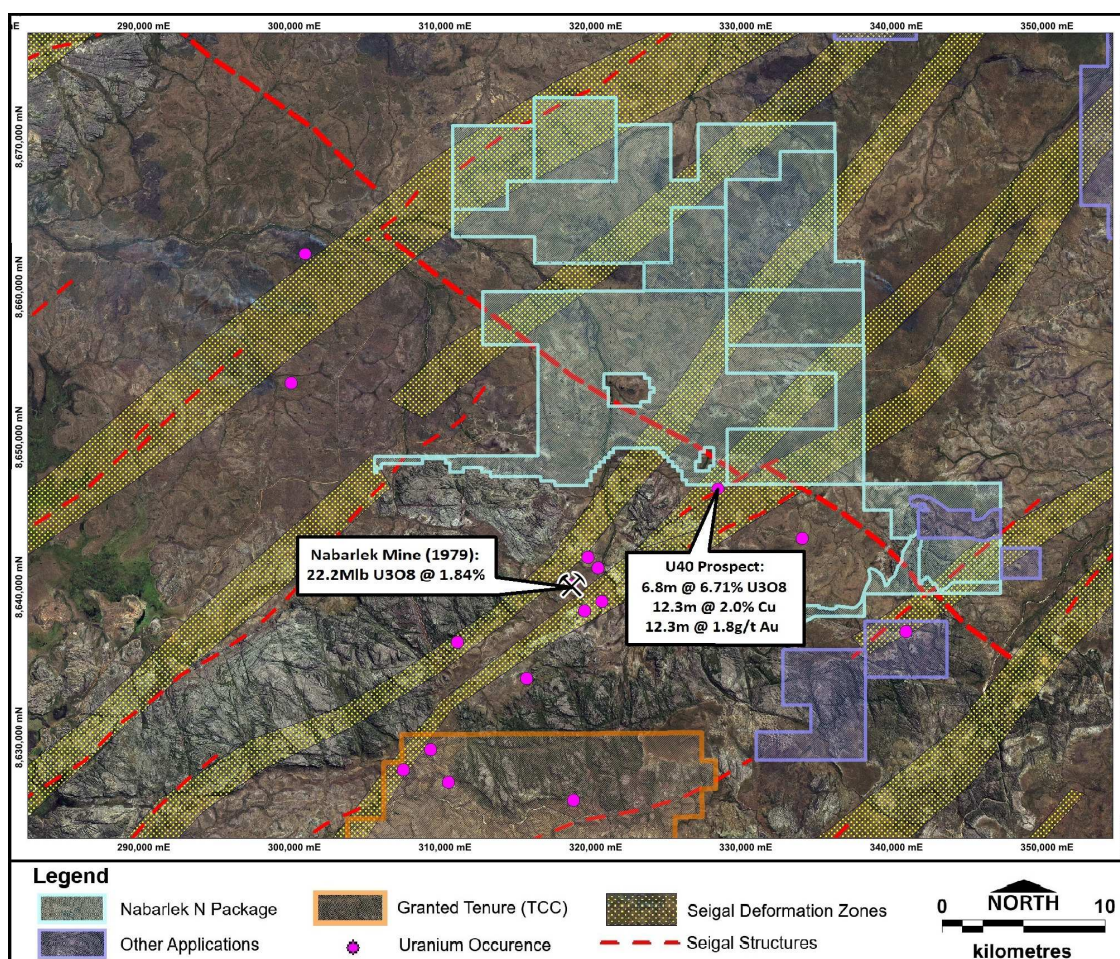 mE
290,000 mE
300,000 mE
310,000 mE
320,000 mE
330,000 mE
340,000 mE
350,000 mE
8,670,000 mN
8,660,000 mN
8,650,000 mN
8,640,000 mN
8,630,000 mN
Nabarlek Mine (1979):
22.2Mlb U3O8 @ 1.84%
U40 Prospect:
6.8m @ 6.71% U3O8
12.3m @ 2.0% Cu
12.3m @ 1.8g/t Au
290,000 mE
300,000 mE
310,000 mE
320,000 mE
330,000 mE
340,000 mE
350,000 mE
Legend
Nabarlek N Package
Granted Tenure (TCC)
Seigal Deformation Zones
Other Applications
Uranium Occurence
Seigal Structures
0
NORTH
10
kilometres